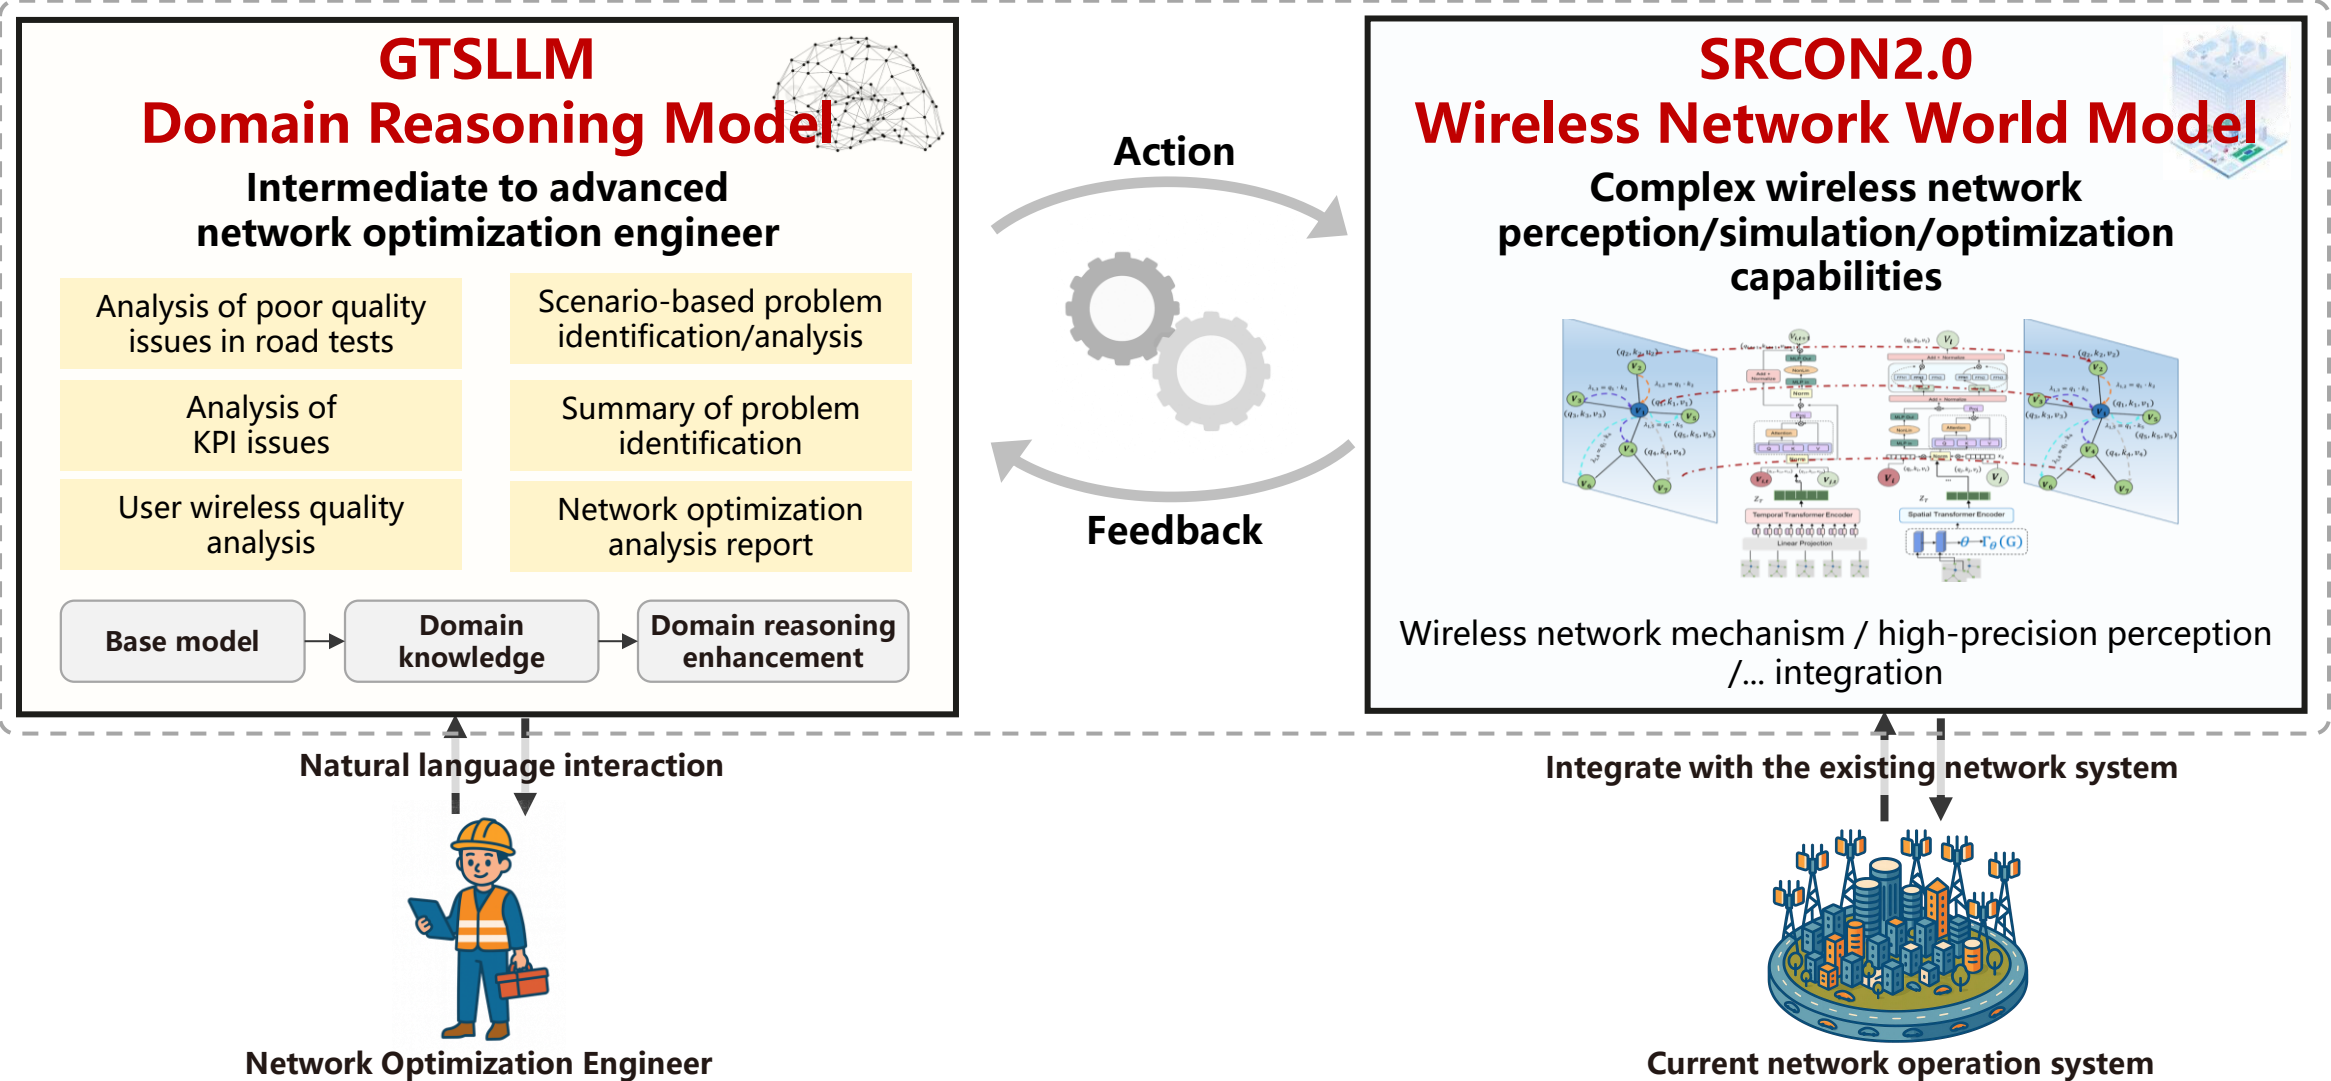 GTSLLM
Domain Reasoning Model
Intermediate to advanced
network optimization engineer
Analysis of poor quality
issues in road tests
Scenario-based problem
identification/analysis
Analysis of
KPI issues
Summary of problem
identification
User wireless quality
analysis
Network optimization
analysis report
Base model
Domain
knowledge
Domain reasoning
enhancement
Action
Feedback
SRCON2.0
Wireless Network World Model
Complex wireless network
perception/simulation/optimization
capabilities
Temporal Transformer Encoder
Linear Projection
Spatial Transformer Encoder
Wireless network mechanism / high-precision perception
/... integration
Natural language interaction
Integrate with the existing network system
Network Optimization Engineer
Current network operation system